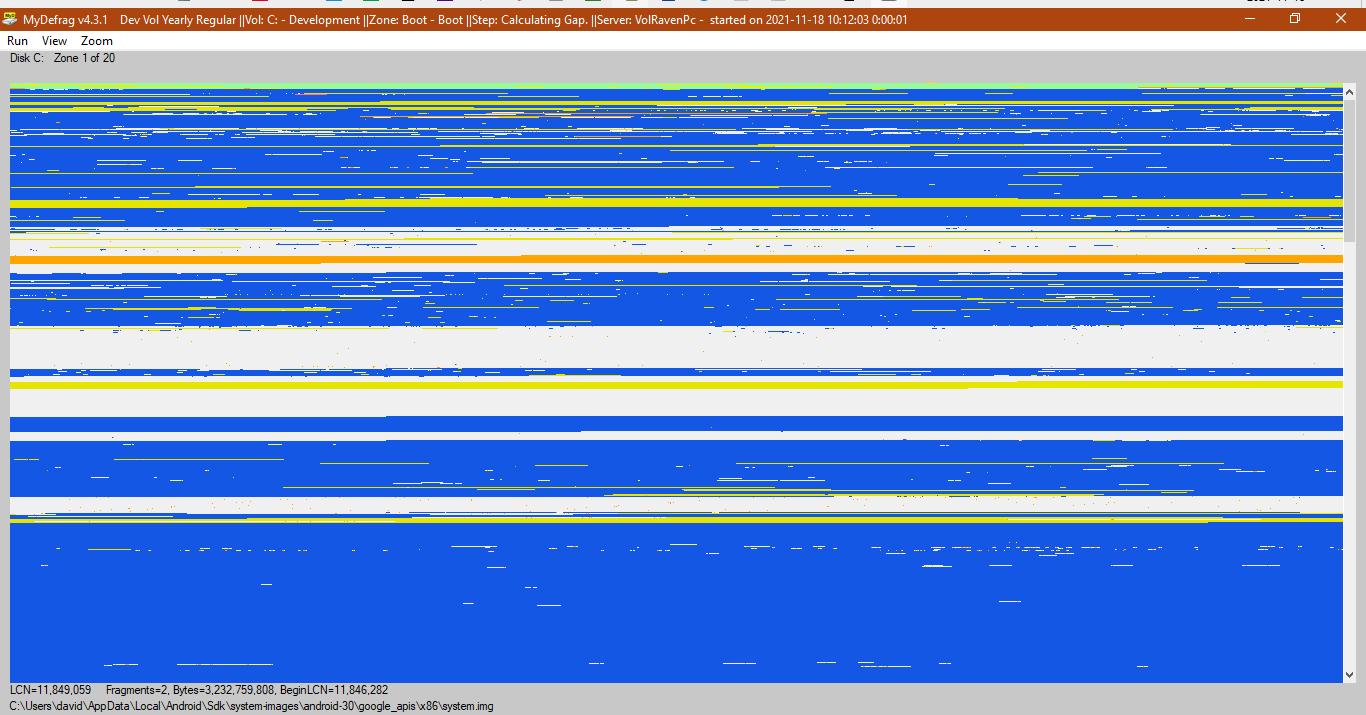 MyDefrag v4.3.1 Dev Vol Yearly Regular ||Vol: C: - Development ||Zone: Boot - Boot ||Step: Calculating Gap. ||Server: VolRavenPc - started on 2021-11-18 10:12:03 0:00:01
Run View Zoom
Disk C: Zone 1 of 20
LCN=11,849,059 Fragments=2, Bytes=3,232,759,808, BeginLCN=11,846,282
C:\Users\david\AppData\Local\Android\Sdk\system-images\android-30\google_apis\x86\system.img